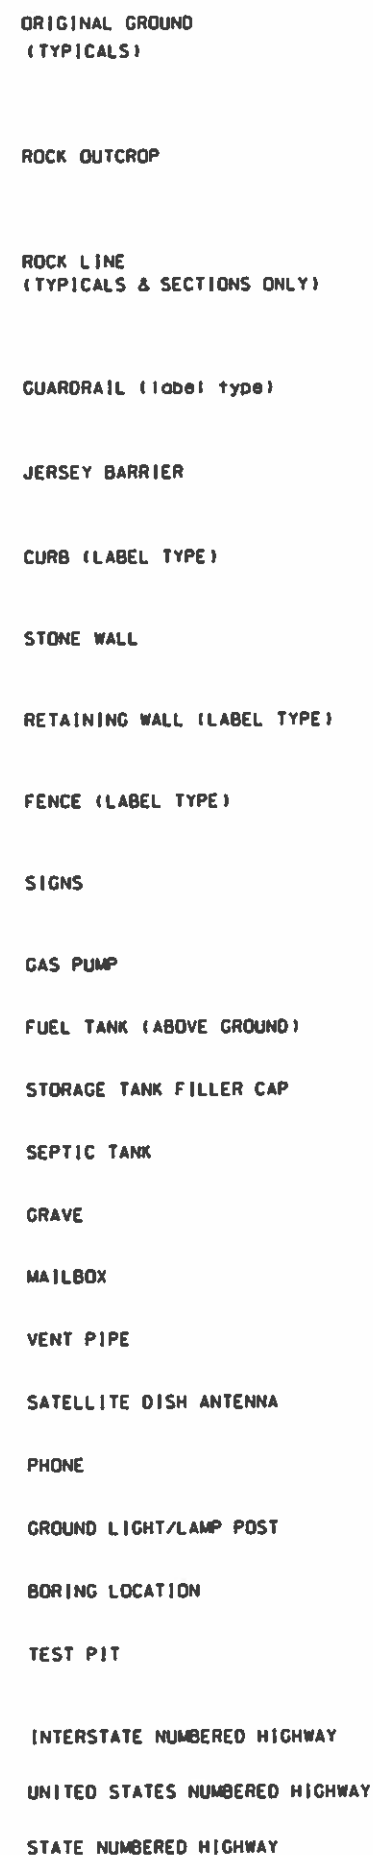 ORIGINAL GROUND
(TYPICALS)
ROCK OUTCROP
ROCK LINE
(TYPICALS & SECTIONS ONLY)
GUARDRAIL (label type)
JERSEY BARRIER
CURB (LABEL TYPE)
STONE WALL
RETAINING WALL (LABEL TYPE)
FENCE (LABEL TYPE)
SIGNS
GAS PUMP
FUEL TANK (ABOVE GROUND)
STORAGE TANK FILLER CAP
SEPTIC TANK
GRAVE
MAILBOX
VENT PIPE
SATELLITE DISH ANTENNA
PHONE
GROUND LIGHT/LAMP POST
BORING LOCATION
TEST PIT
INTERSTATE NUMBERED HIGHWAY
UNITED STATES NUMBERED HIGHWAY
STATE NUMBERED HIGHWAY